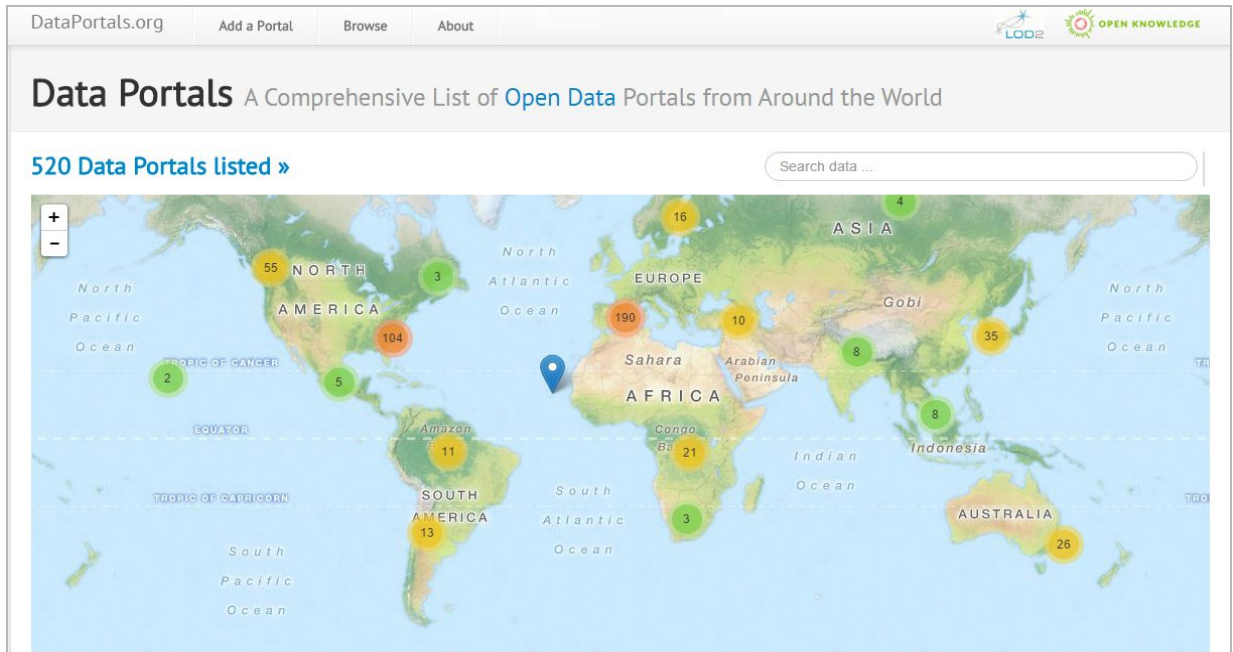 DataPortals.org Add a Portal Browse About LOD2 OPEN KNOWLEDGE
Data Portals A Comprehensive List of Open Data Portals from Around the World
520 Data Portals listed »
Search data ...
+
−
4
16
ASIA
North
Atlantic
Ocean
55
NORTH
AMERICA
3
EUROPE
North
Pacific
Ocean
Gobi
North
Pacific
Ocean
190
10
35
104
TROPIC OF CANCER
Sahara
Arabian
Peninsula
8
2
5
AFRICA
8
EQUATOR
Amazon
11
Congo
21
Indian
Ocean
Indonesia
TROPIC OF CAPRICORN
SOUTH
AMERICA
South
Atlantic
Ocean
3
AUSTRALIA
13
26
South
Pacific
Ocean